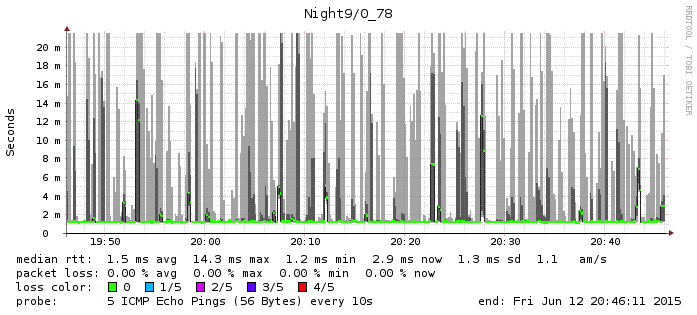 Night9/0_78
RRDTOOL / TOBI OETIKER
Seconds
20 m
18 m
16 m
14 m
12 m
10 m
8 m
6 m
4 m
2 m
0
19:50 20:00 20:10 20:20 20:30 20:40
median rtt: 1.5 ms avg 14.3 ms max 1.2 ms min 2.9 ms now 1.3 ms sd 1.1 am/s
packet loss: 0.00 % avg 0.00 % max 0.00 % min 0.00 % now
loss color: 0 1/5 2/5 3/5 4/5
probe: 5 ICMP Echo Pings (56 Bytes) every 10s end: Fri Jun 12 20:46:11 2015